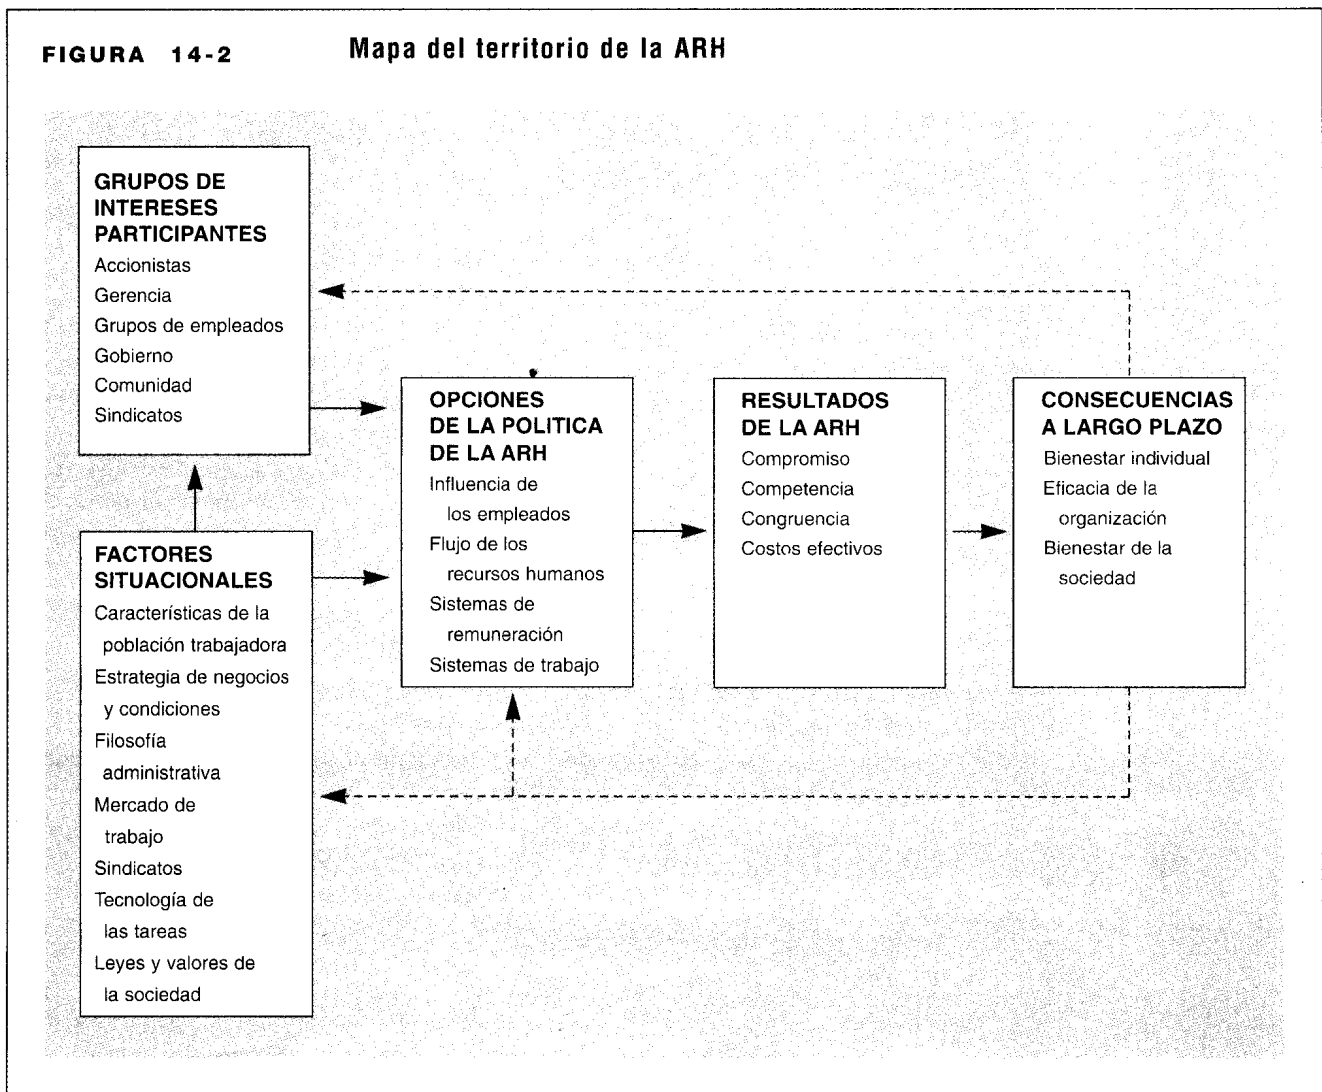 FIGURA 14-2 Mapa del territorio de la ARH
GRUPOS DE
INTERESES
PARTICIPANTES
Accionistas
Gerencia
Grupos de empleados
Gobierno
Comunidad
Sindicatos
FACTORES
SITUACIONALES
Características de la
población trabajadora
Estrategia de negocios
y condiciones
Filosofía
administrativa
Mercado de
trabajo
Sindicatos
Tecnología de
las tareas
Leyes y valores de
la sociedad
OPCIONES
DE LA POLITICA
DE LA ARH
Influencia de
los empleados
Flujo de los
recursos humanos
Sistemas de
remuneración
Sistemas de trabajo
RESULTADOS
DE LA ARH
Compromiso
Competencia
Congruencia
Costos efectivos
CONSECUENCIAS
A LARGO PLAZO
Bienestar individual
Eficacia de la
organización
Bienestar de la
sociedad